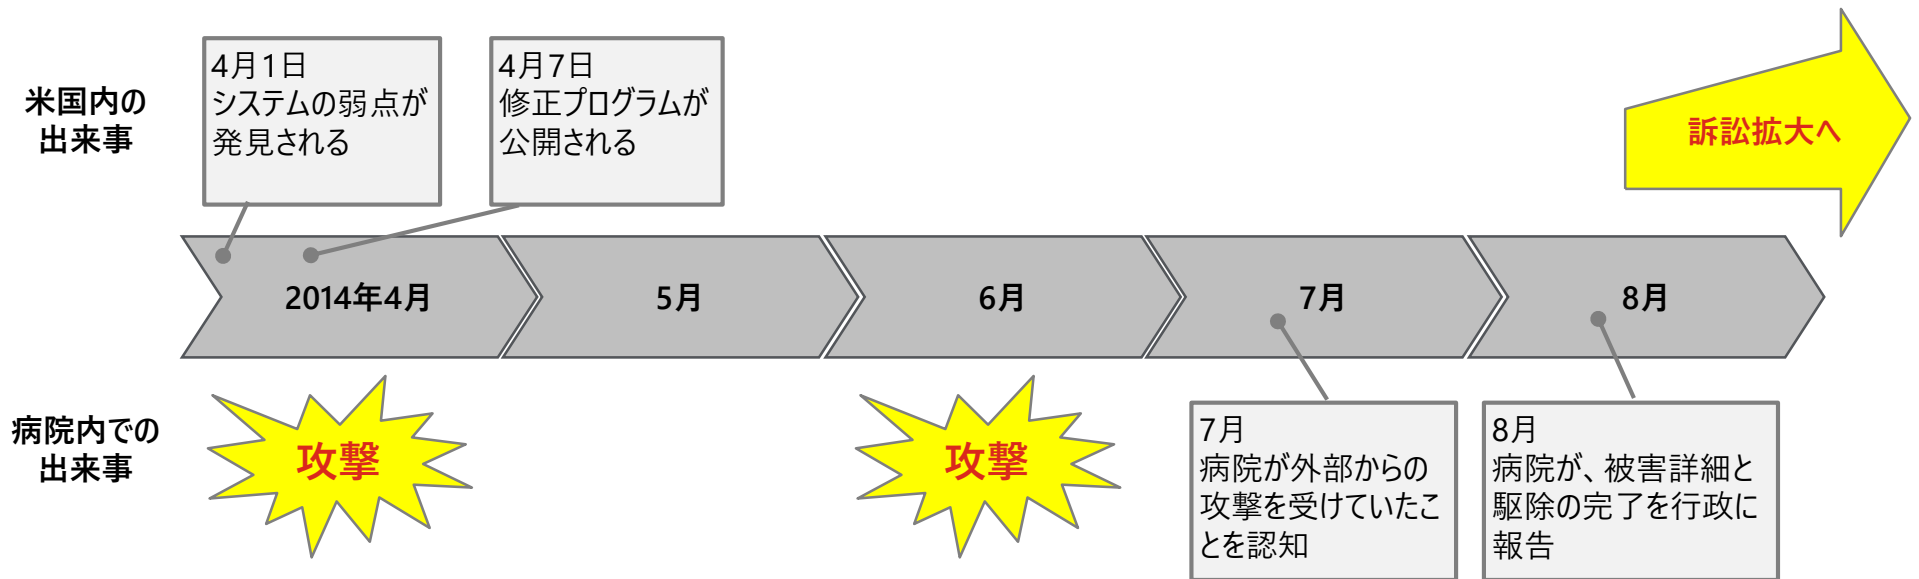 米国内の
出来事
4月1日
システムの弱点が
発見される
4月7日
修正プログラムが
公開される
訴訟拡大へ
2014年4月
5月
6月
7月
8月
病院内での
出来事
攻撃
攻撃
7月
病院が外部からの
攻撃を受けていたこ
とを認知
8月
病院が、被害詳細と
駆除の完了を行政に
報告